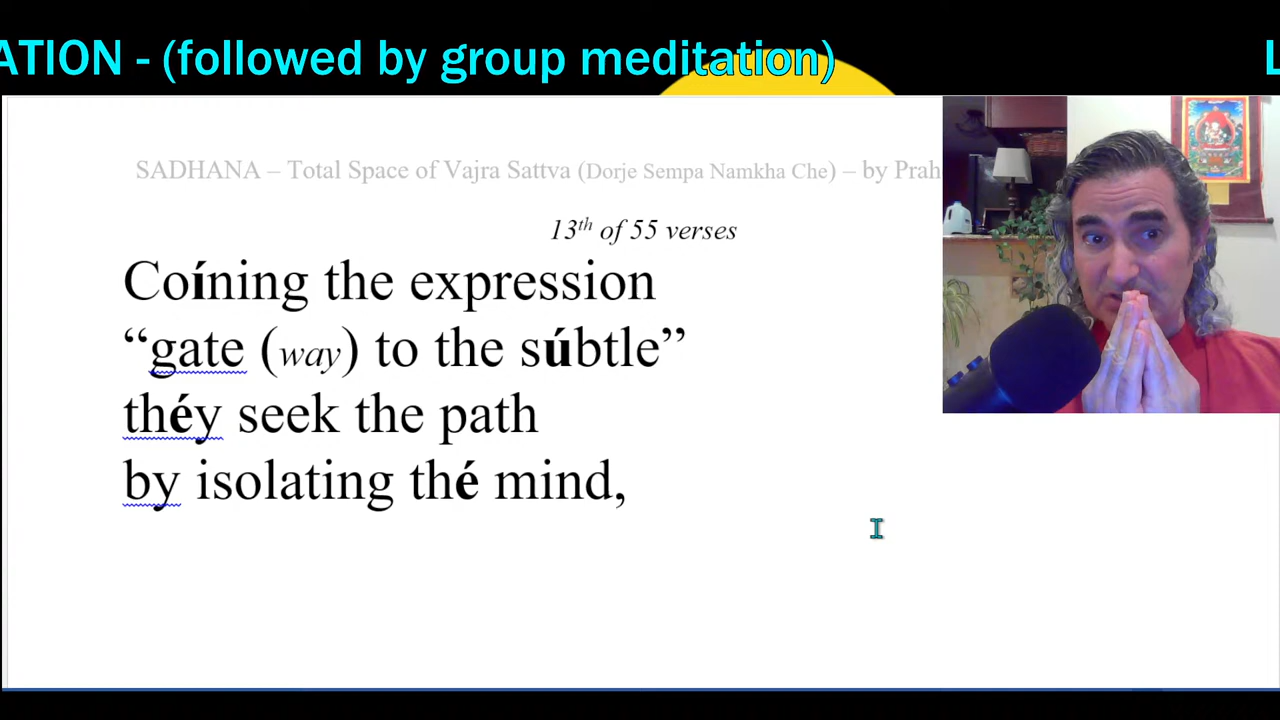 ATION - (followed by group meditation)
L
SADHANA – Total Space of Vajra Sattva (Dorje Sempa Namkha Che) – by Prah
13th of 55 verses
Coíning the expression
“gate (way) to the súbtle”
théy seek the path
by isolating thé mind,